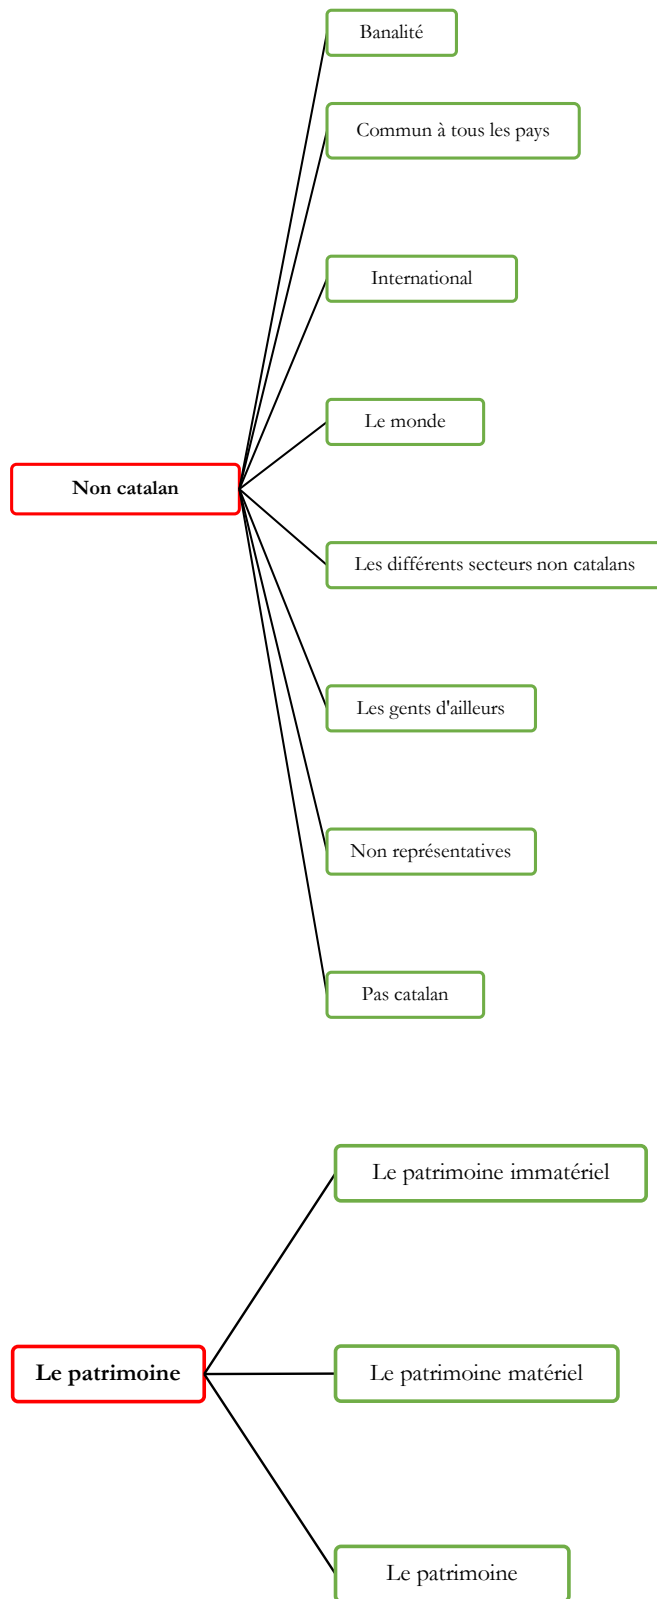 Banalité
Commun à tous les pays
International
Le monde
Non catalan
Les différents secteurs non catalans
Les gents d'ailleurs
Non représentatives
Pas catalan
Le patrimoine immatériel
Le patrimoine
Le patrimoine matériel
Le patrimoine